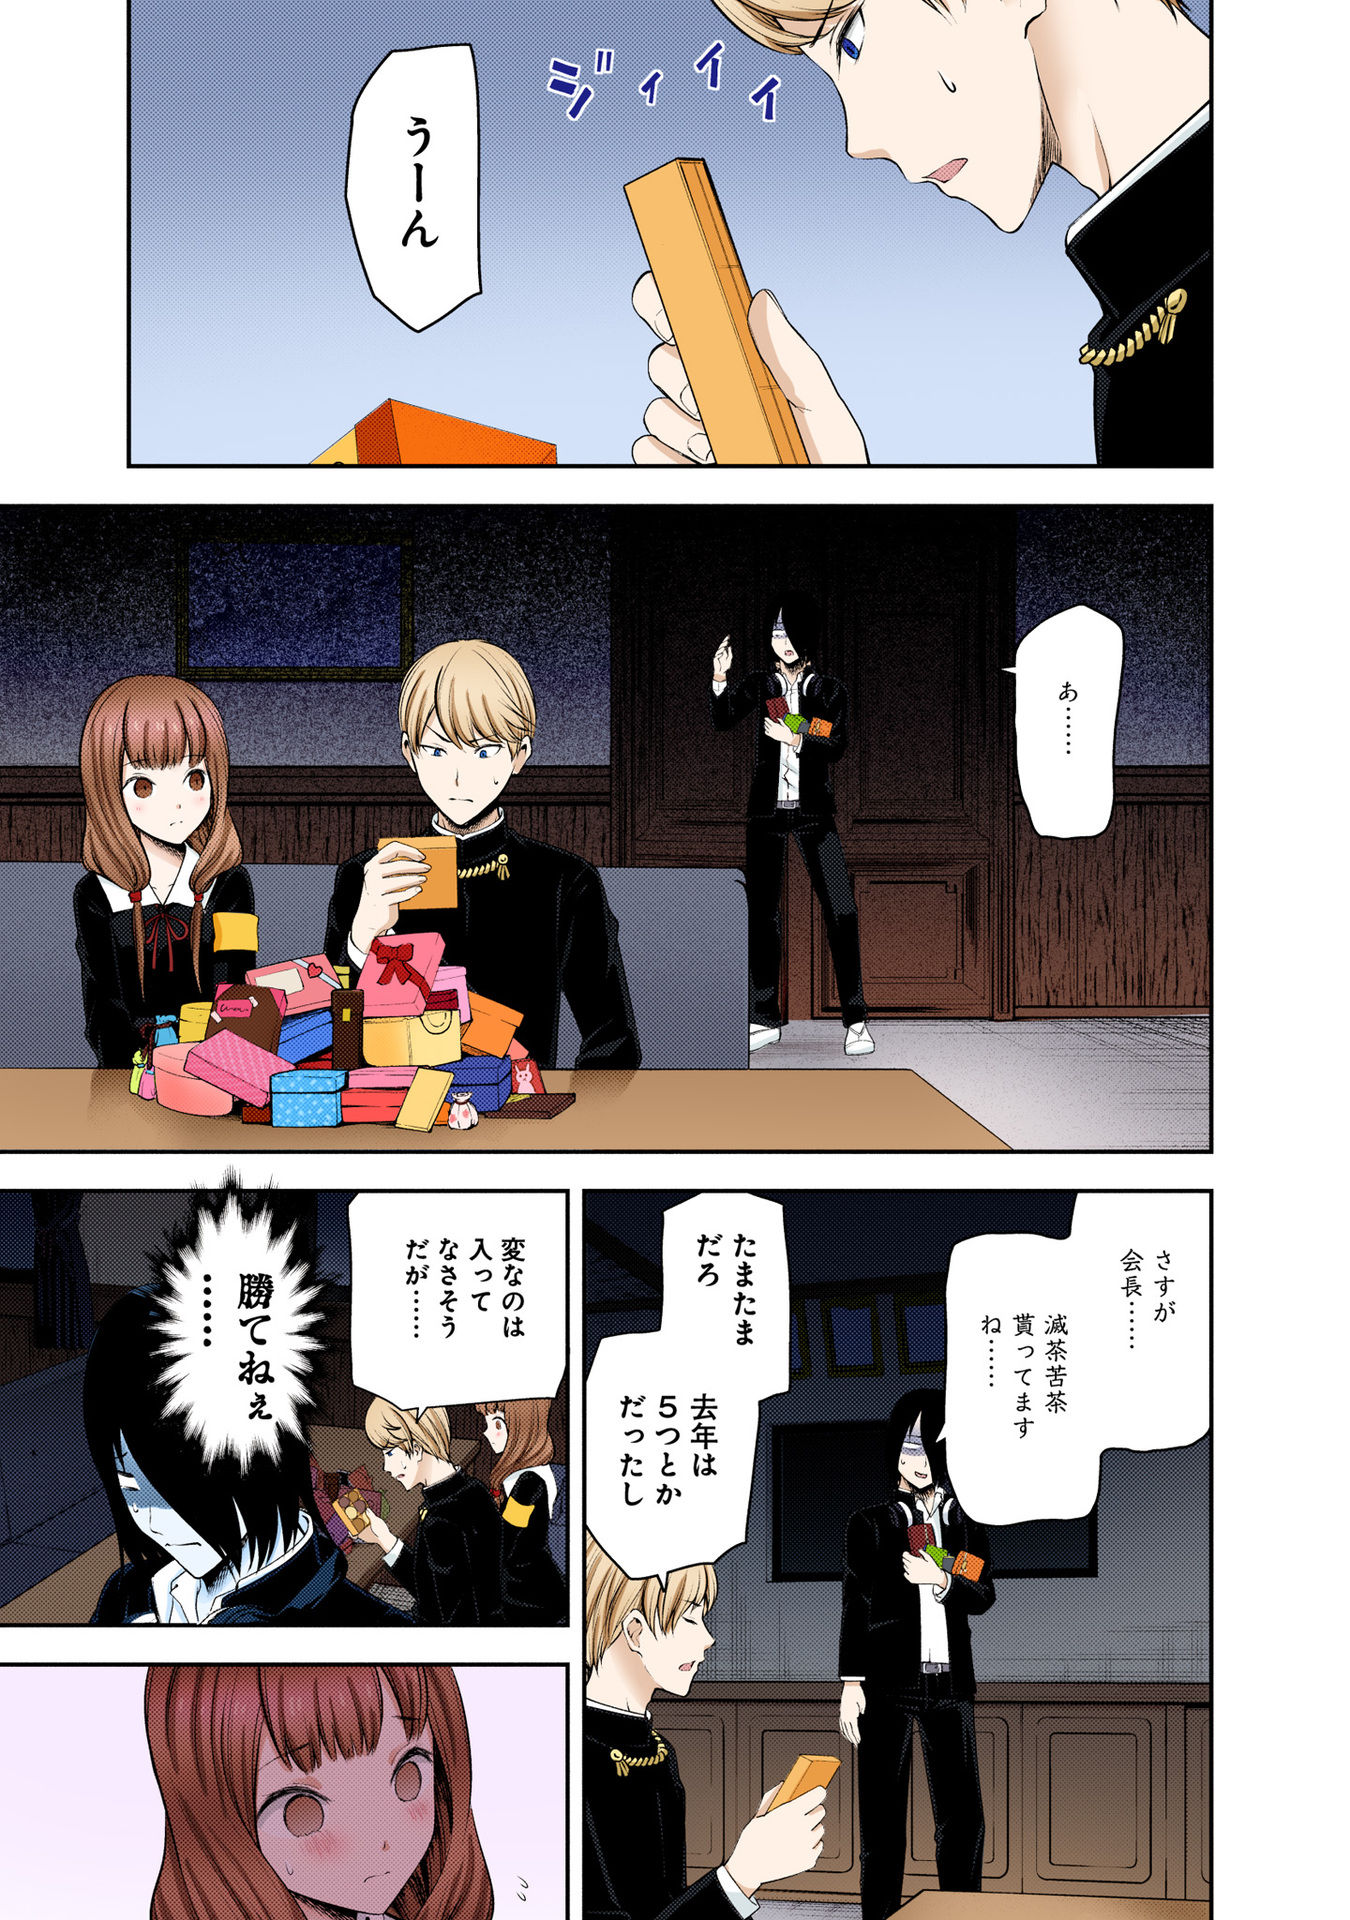 ジィイイ
うーん
あ……
さすが
会長……
滅茶苦茶
貰ってます
ね……
たまたま
だろ
去年は
5つとか
だったし
変なのは
入って
なさそう
だが……
勝てねぇ
……